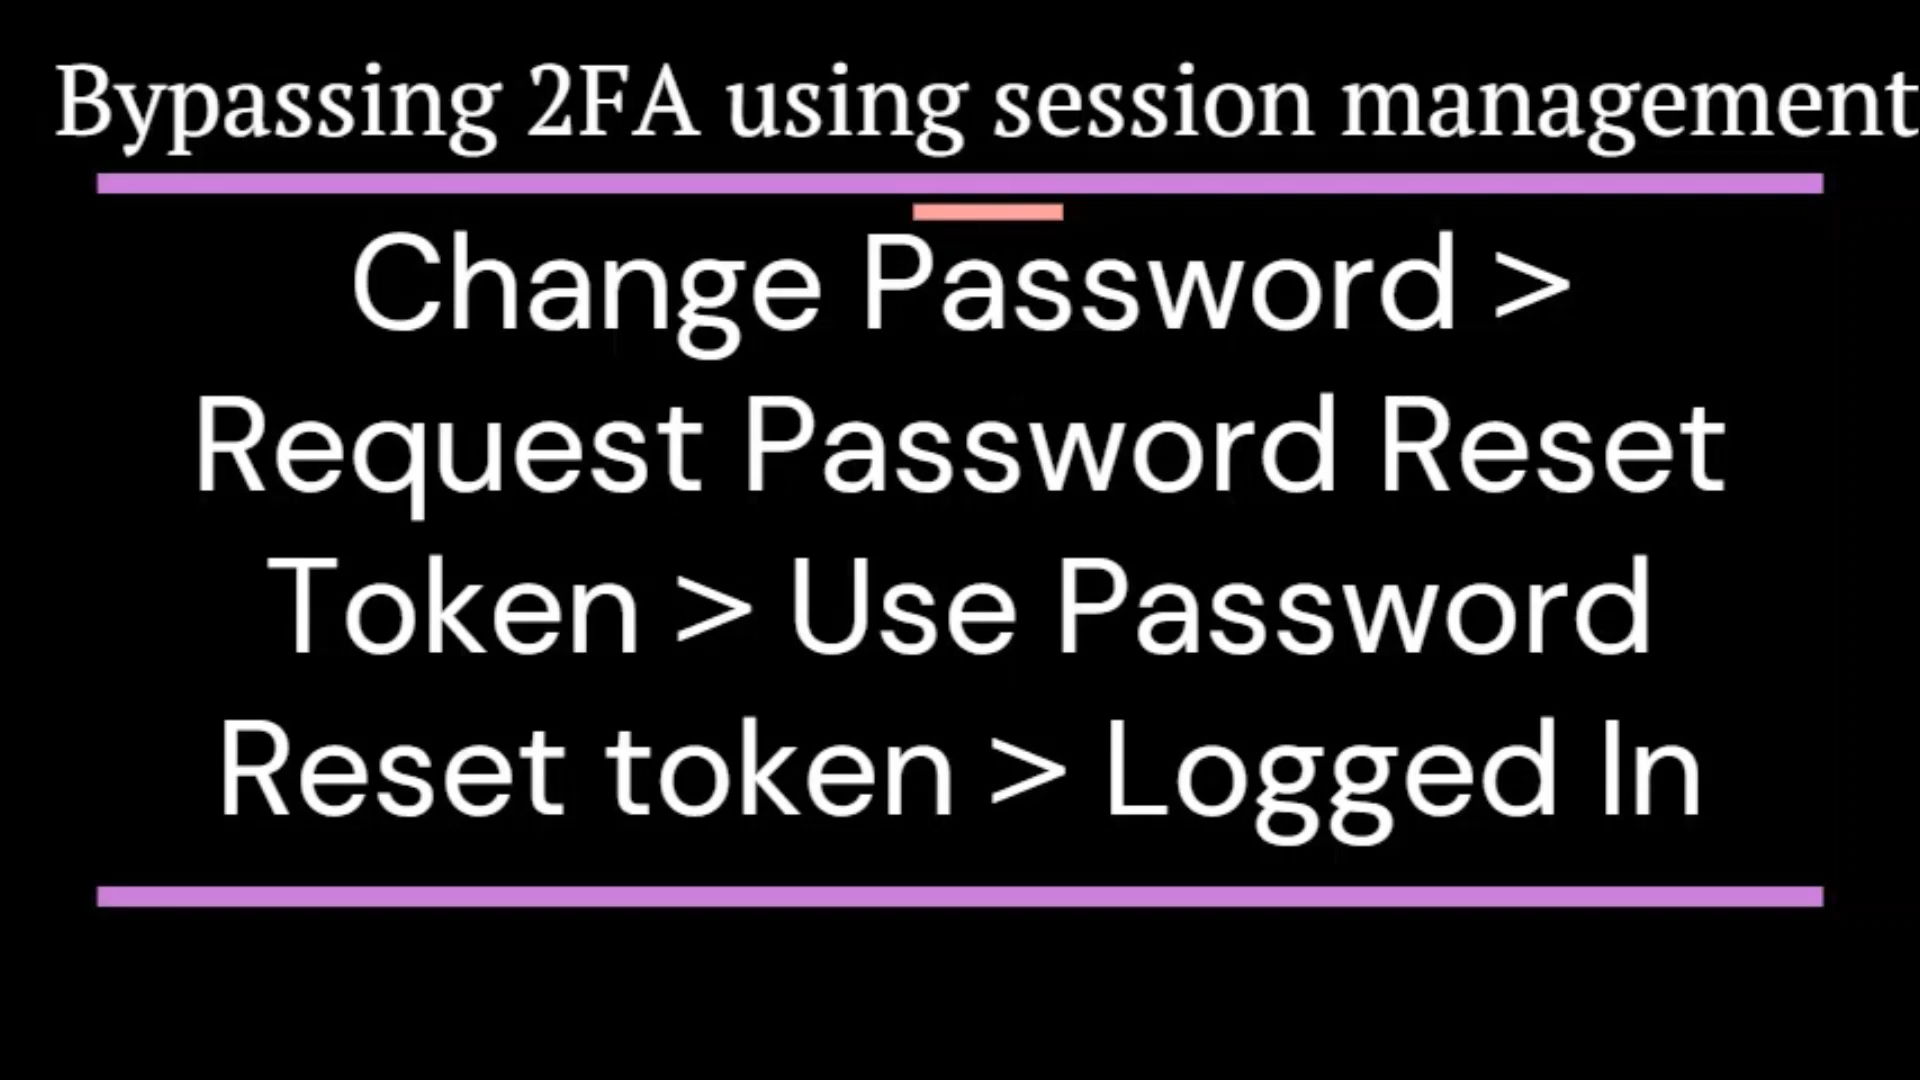 Bypassing 2FA using session management
Change Password >
Request Password Reset
Token > Use Password
Reset token > Logged In